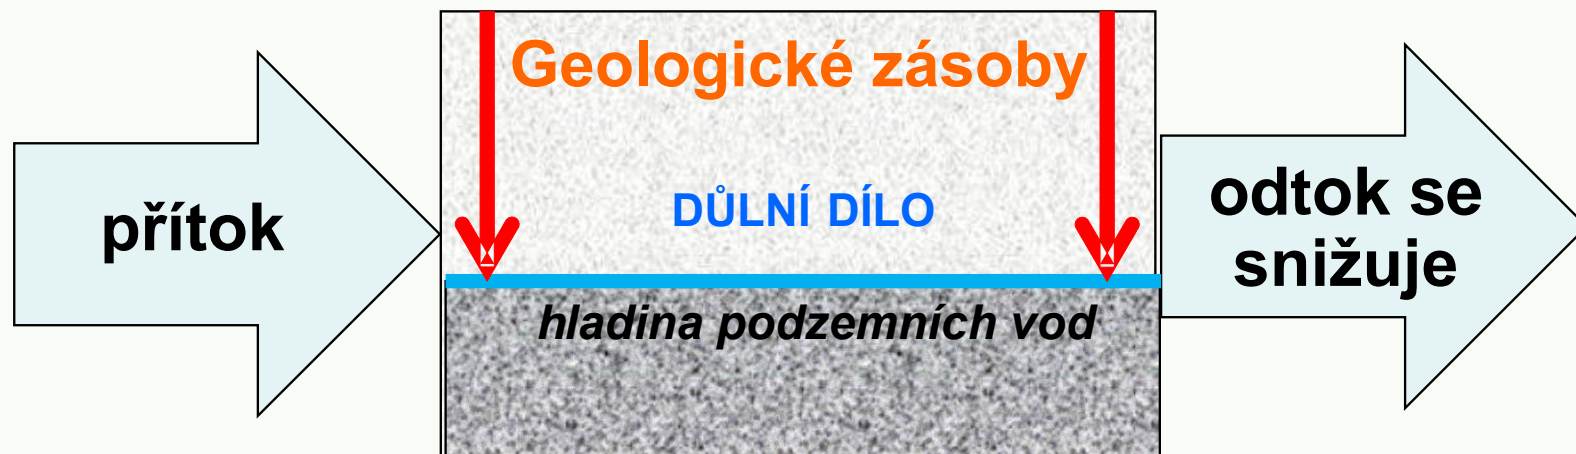 Geologické zásoby
přítok
DŮLNÍ DÍLO
odtok se
snižuje
hladina podzemních vod